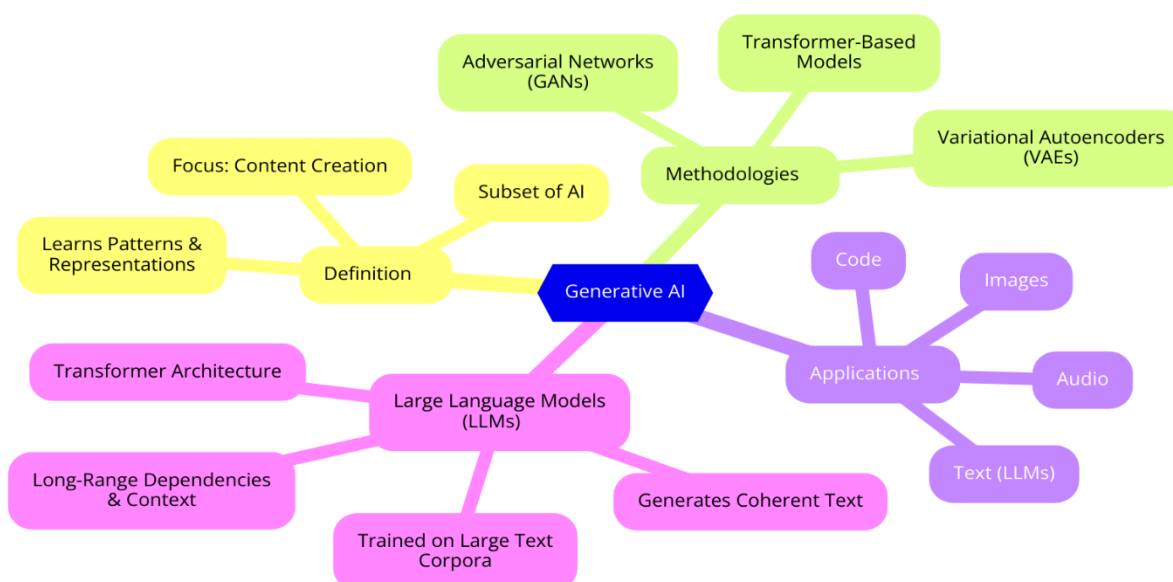 Generative AI
Definition
Learns Patterns &
Representations
Focus: Content Creation
Subset of AI
Methodologies
Adversarial Networks
(GANs)
Transformer-Based
Models
Variational Autoencoders
(VAEs)
Applications
Code
Images
Audio
Text (LLMs)
Large Language Models
(LLMs)
Transformer Architecture
Long-Range Dependencies
& Context
Trained on Large Text
Corpora
Generates Coherent Text